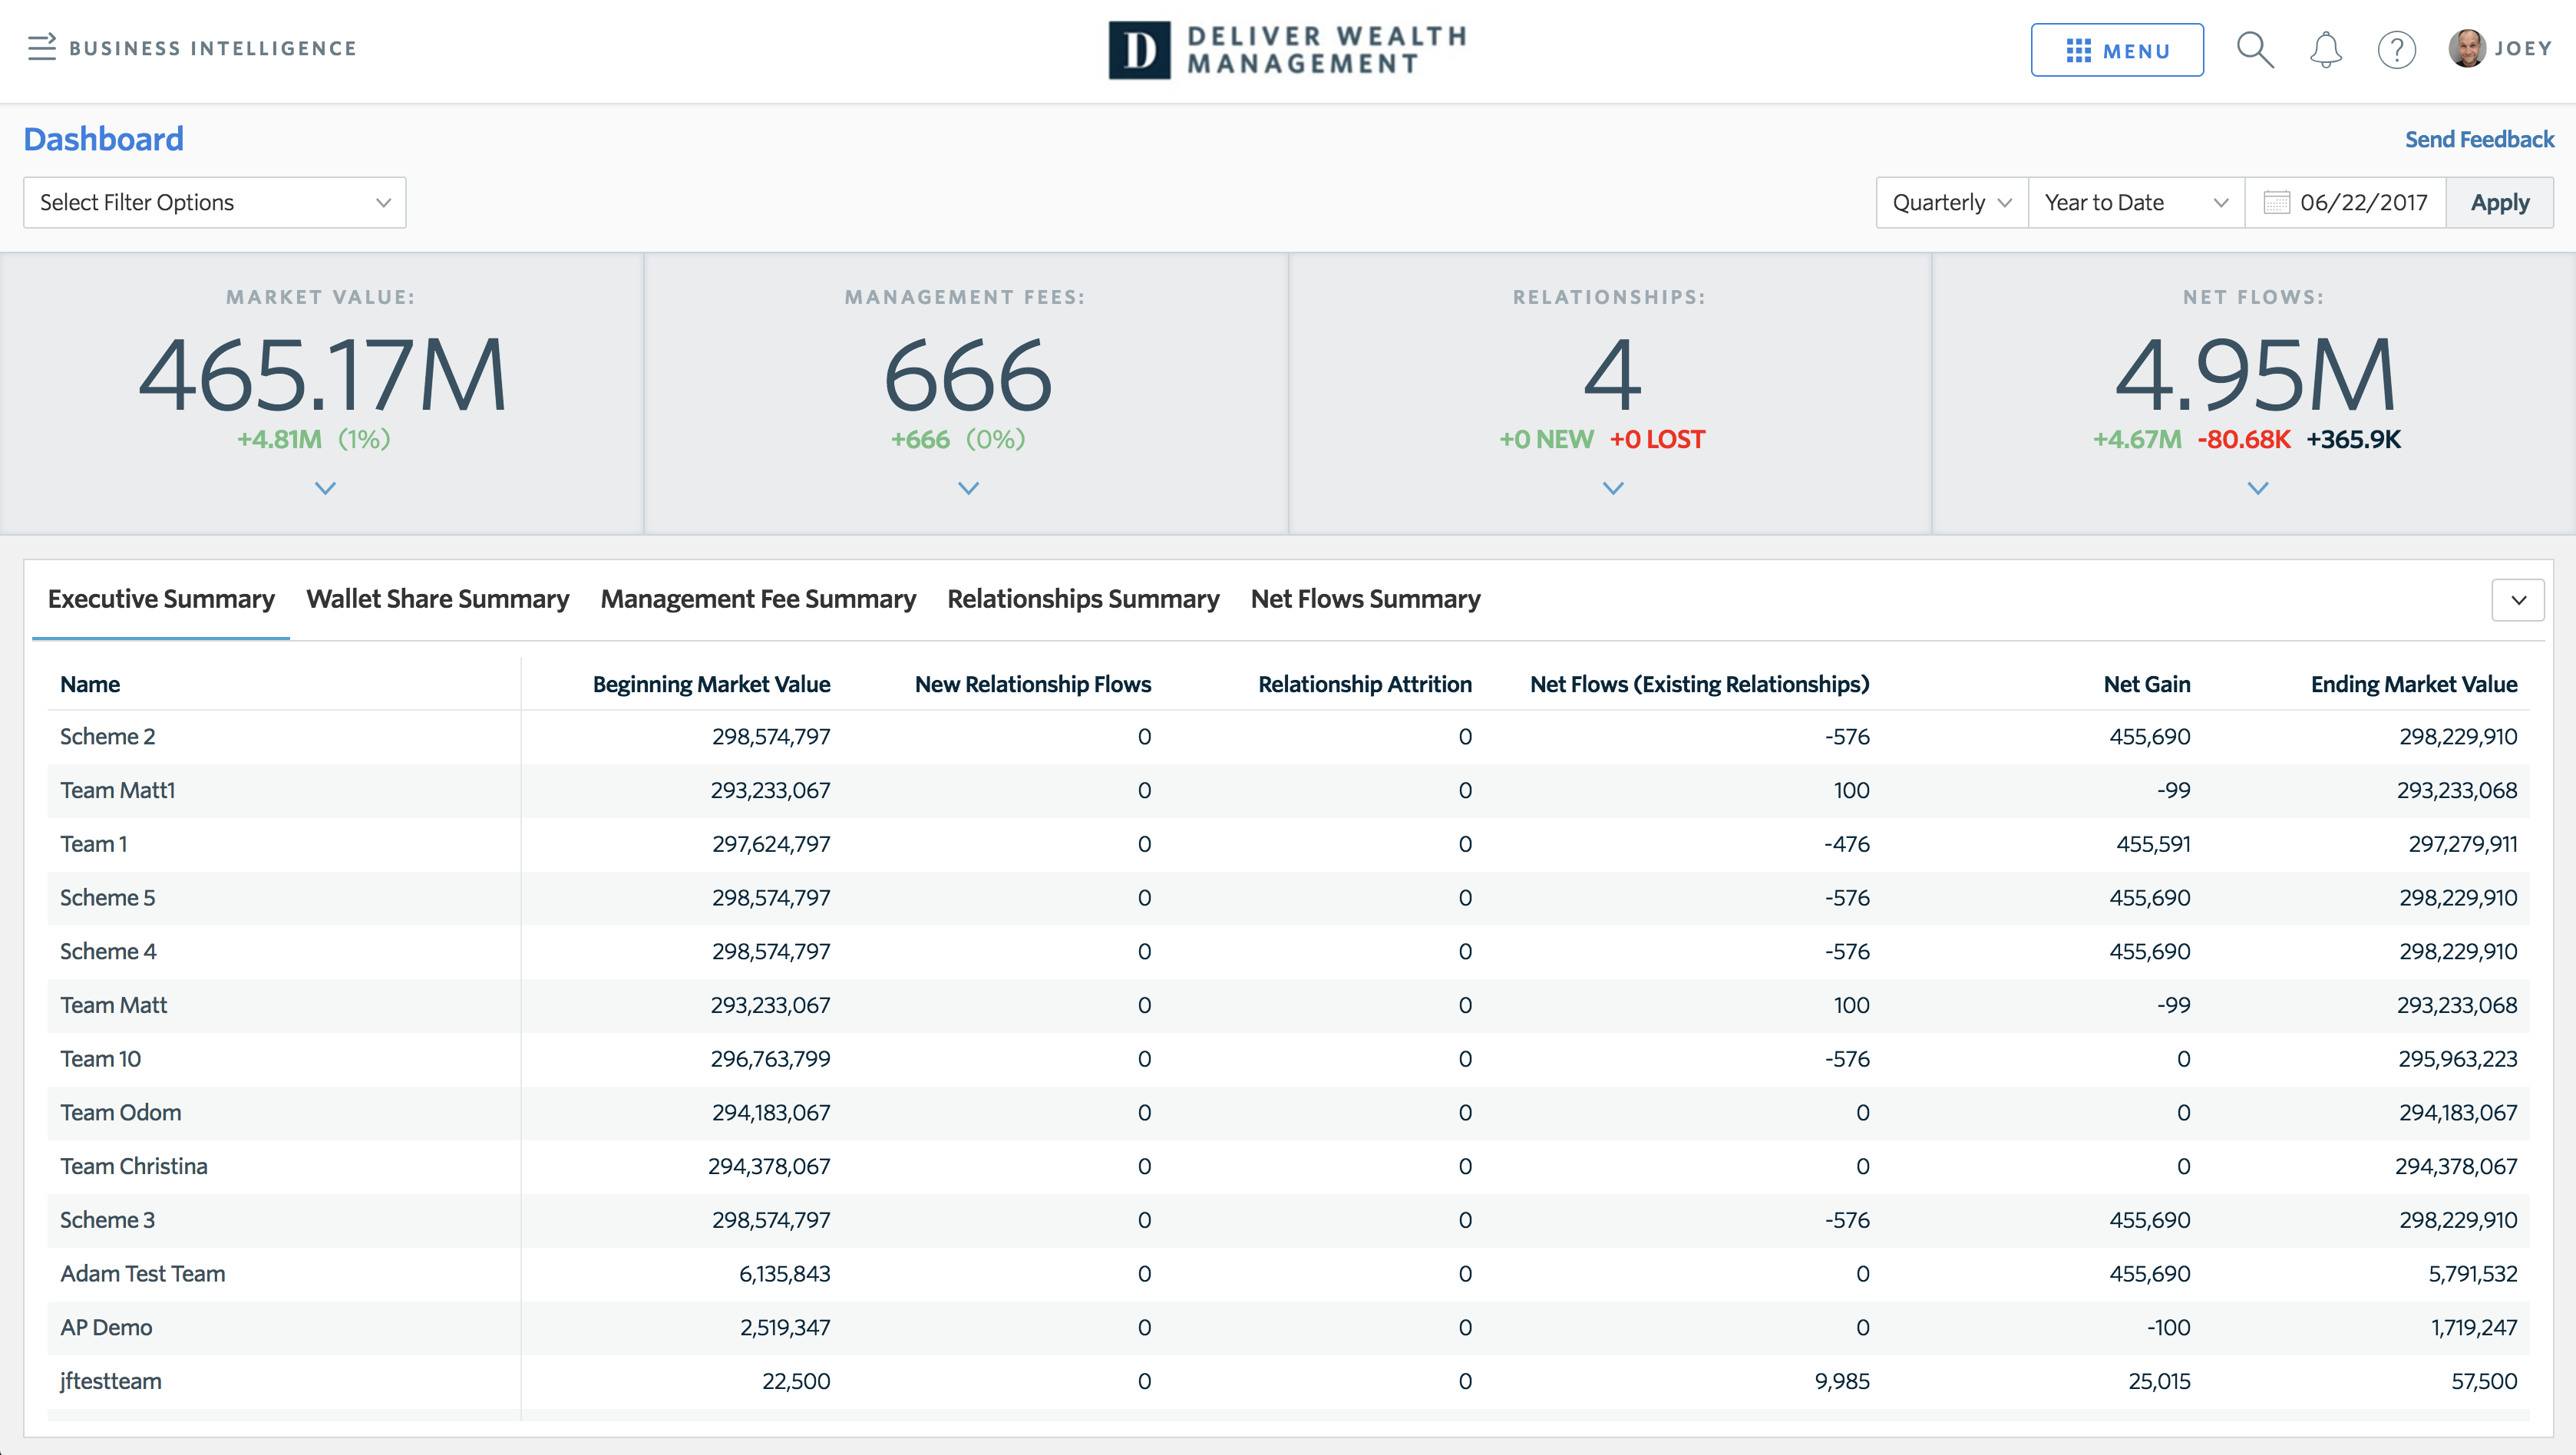 BUSINESS INTELLIGENCE
D
DELIVER WEALTH
MANAGEMENT
MENU
?
JOEY
Dashboard
Send Feedback
Select Filter Options
Quarterly Year to Date 06/22/2017 Apply
MARKET VALUE:
465.17M
+4.81M (1%)
MANAGEMENT FEES:
666
+666 (0%)
RELATIONSHIPS:
4
+0 NEW +0 LOST
NET FLOWS:
4.95M
+4.67M -80.68K +365.9K
Executive Summary Wallet Share Summary Management Fee Summary Relationships Summary Net Flows Summary
Name Beginning Market Value New Relationship Flows Relationship Attrition Net Flows (Existing Relationships) Net Gain Ending Market Value
Scheme 2 298,574,797 0 0 -576 455,690 298,229,910
Team Matt1 293,233,067 0 0 100 -99 293,233,068
Team 1 297,624,797 0 0 -476 455,591 297,279,911
Scheme 5 298,574,797 0 0 -576 455,690 298,229,910
Scheme 4 298,574,797 0 0 -576 455,690 298,229,910
Team Matt 293,233,067 0 0 100 -99 293,233,068
Team 10 296,763,799 0 0 -576 0 295,963,223
Team Odom 294,183,067 0 0 0 0 294,183,067
Team Christina 294,378,067 0 0 0 0 294,378,067
Scheme 3 298,574,797 0 0 -576 455,690 298,229,910
Adam Test Team 6,135,843 0 0 0 455,690 5,791,532
AP Demo 2,519,347 0 0 0 -100 1,719,247
jftestteam 22,500 0 0 9,985 25,015 57,500